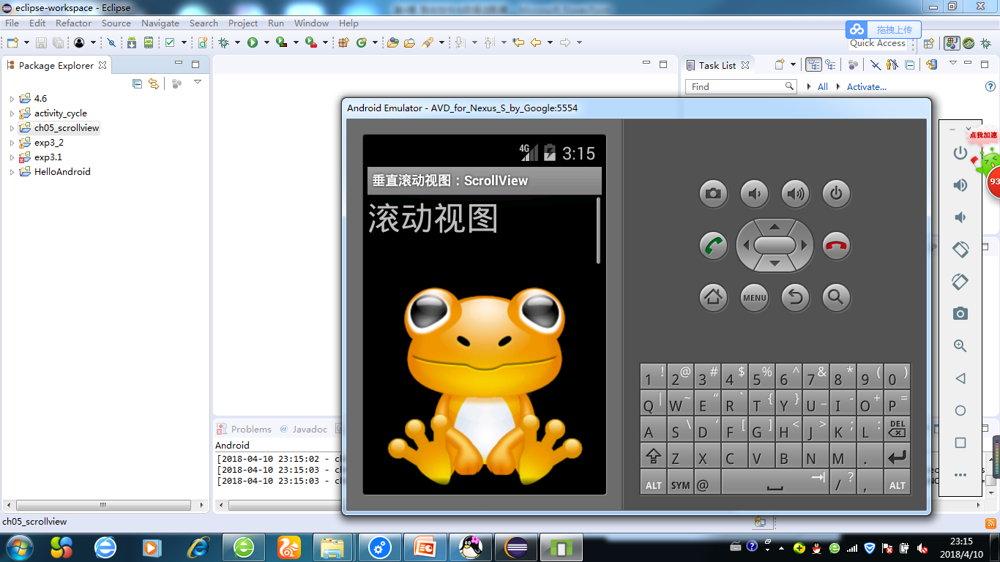 eclipse-workspace - Eclipse
File Edit Refactor Source Navigate Search Project Run Window Help
拖拽上传
Quick Access
Package Explorer
Task List
Find
All
Activate...
4.6
activity_cycle
ch05_scrollview
exp3_2
exp3.1
HelloAndroid
Android Emulator - AVD_for_Nexus_S_by_Google:5554
4G
3:15
垂直滚动视图：ScrollView
滚动视图
点我加速
93
MENU
1 ! 2 @ 3 # 4 $ 5 % 6 ^ 7 & 8 * 9 ( 0 )
Q | W ~ E “ R ` T { Y } U _ I - O + P =
A S \ D ' F [ G ] H < J > K ; L : DEL
Z X C V B N M .
ALT SYM @ / ? , ALT
Problems @ Javadoc
Android
[2018-04-10 23:15:02 - c
[2018-04-10 23:15:03 - c
[2018-04-10 23:15:03 - c
ch05_scrollview
23:15
2018/4/10